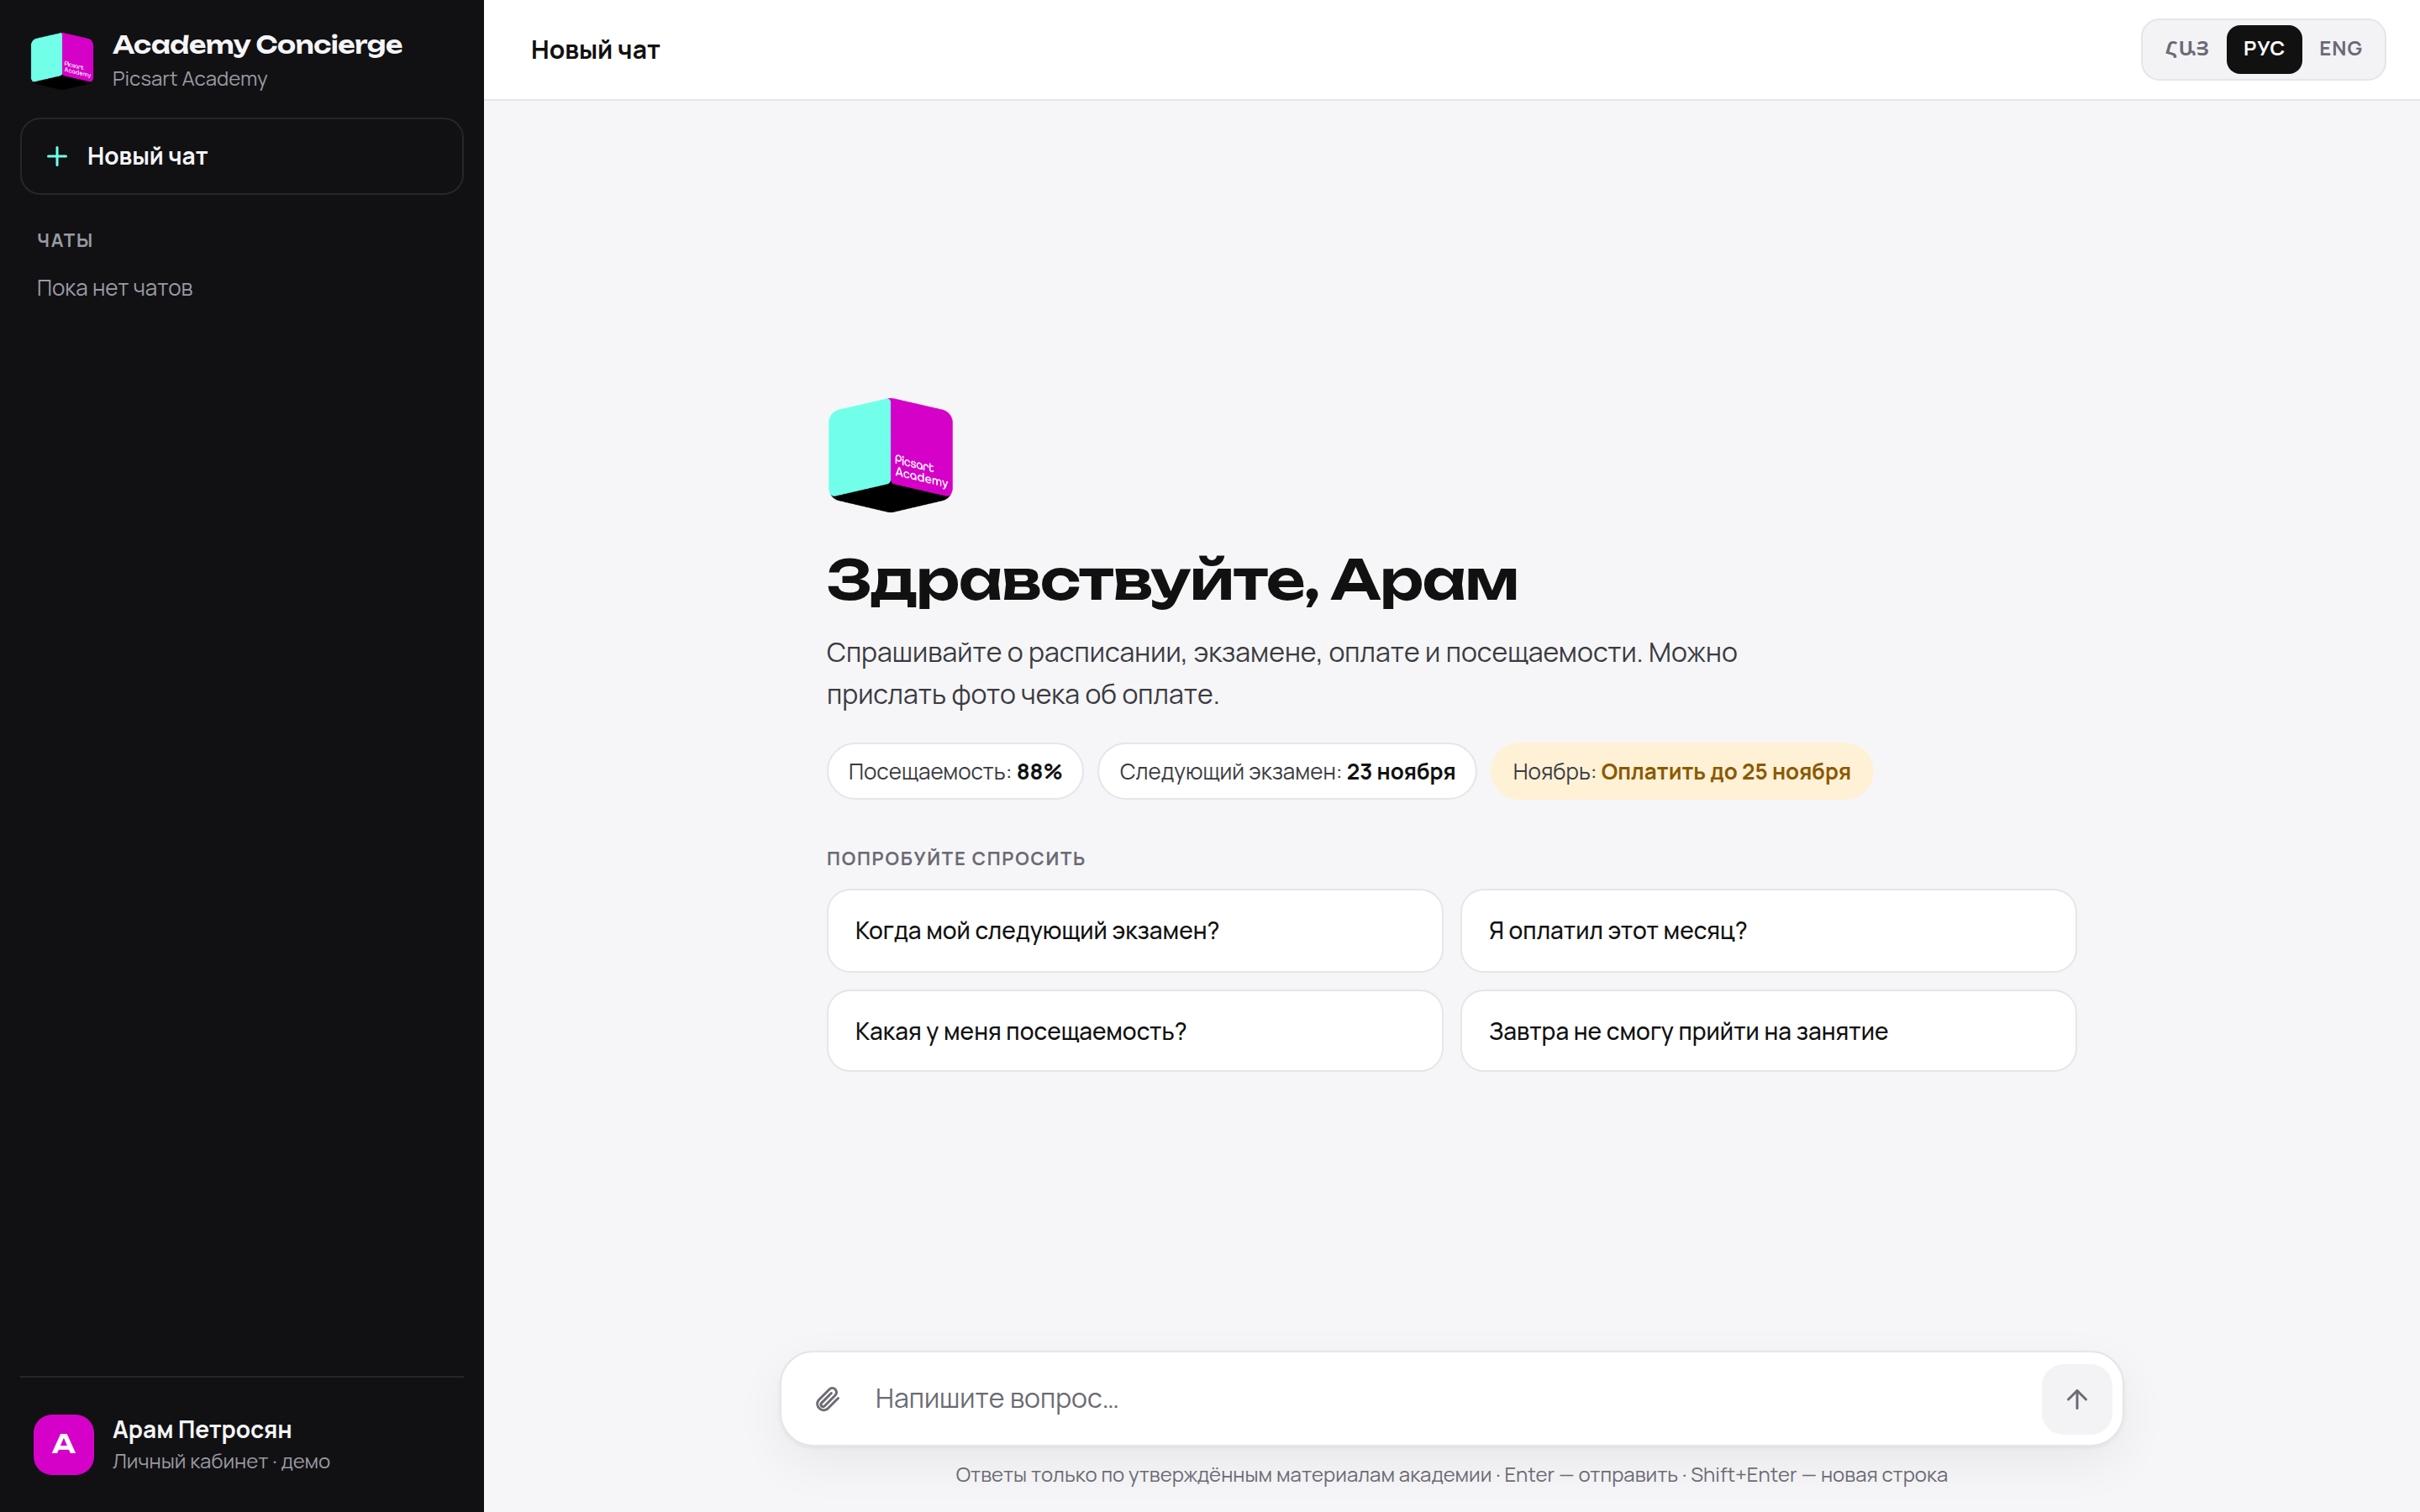 Picsart
Academy
Academy Concierge
Picsart Academy
Новый чат
ЧАТЫ
Пока нет чатов
Арам Петросян
А
Личный кабинет · демо
Новый чат
ՀԱՅ
РУС
ENG
Picsart
Academy
Здравствуйте, Арам
Спрашивайте о расписании, экзамене, оплате и посещаемости. Можно
прислать фото чека об оплате.
Посещаемость: 88%
Следующий экзамен: 23 ноября
Ноябрь: Оплатить до 25 ноября
ПОПРОБУЙТЕ СПРОСИТЬ
Когда мой следующий экзамен?
Я оплатил этот месяц?
Какая у меня посещаемость?
Завтра не смогу прийти на занятие
Напишите вопрос...
Ответы только по утверждённым материалам академии · Enter — отправить · Shift+Enter — новая строка